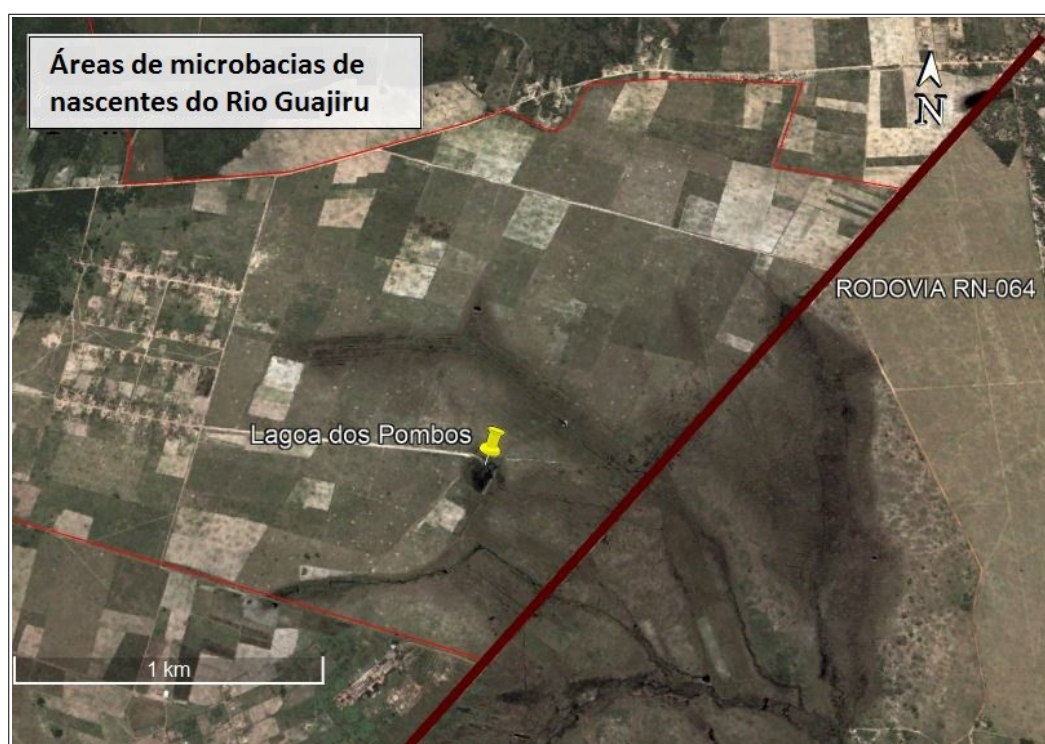 Áreas de microbacias de
nascentes do Rio Guajiru
N
RODOVIA RN-064
Lagoa dos Pombos
1 km